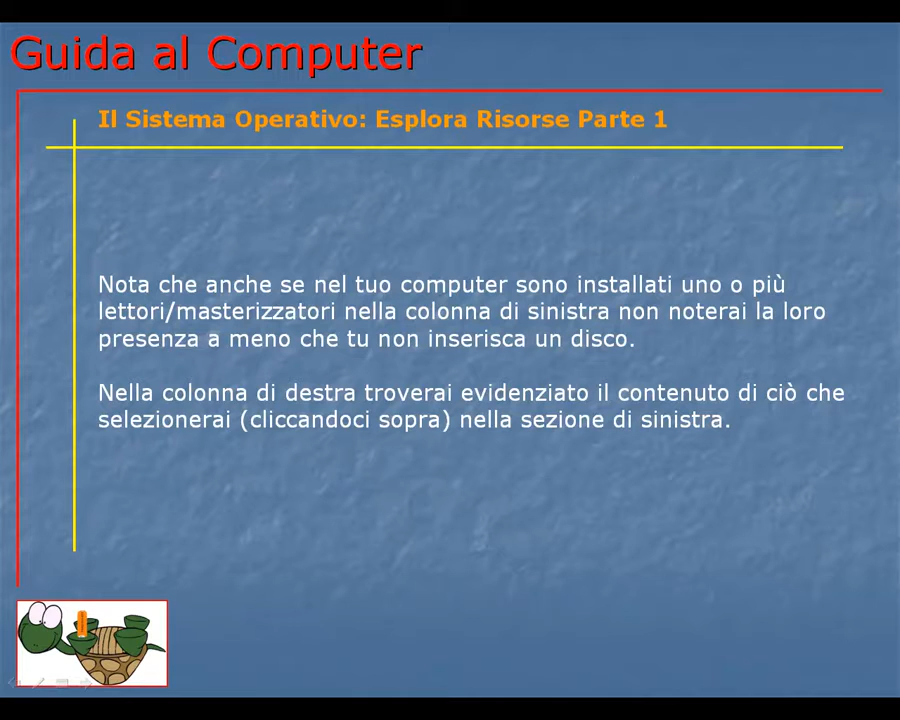 Guida al Computer
Il Sistema Operativo: Esplora Risorse Parte 1
Nota che anche se nel tuo computer sono installati uno o più
lettori/masterizzatori nella colonna di sinistra non noterai la loro
presenza a meno che tu non inserisca un disco.
Nella colonna di destra troverai evidenziato il contenuto di ciò che
selezionerai (cliccandoci sopra) nella sezione di sinistra.